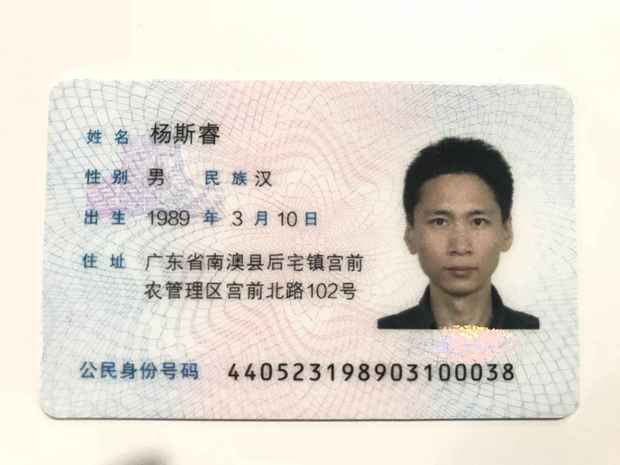 姓名 杨斯睿
性别 男 民族 汉
出生 1989 年 3 月 10 日
住址 广东省南澳县后宅镇宫前
农管理区宫前北路102号
公民身份号码 440523198903100038